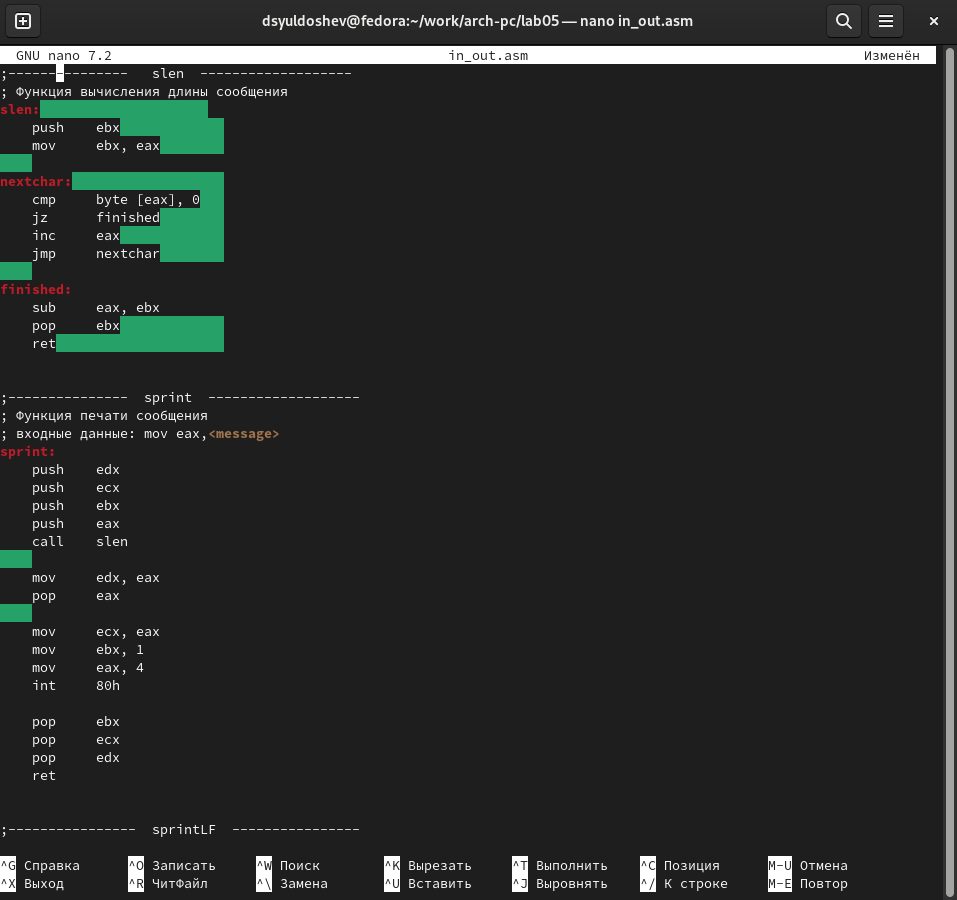 dsyuldoshev@fedora:~/work/arch-pc/lab05 — nano in_out.asm
GNU nano 7.2 in_out.asm Изменён
;--------------- slen -------------------
; Функция вычисления длины сообщения
slen:
push ebx
mov ebx, eax
nextchar:
cmp byte [eax], 0
jz finished
inc eax
jmp nextchar
finished:
sub eax, ebx
pop ebx
ret
;--------------- sprint -------------------
; Функция печати сообщения
; входные данные: mov eax,<message>
sprint:
push edx
push ecx
push ebx
push eax
call slen
mov edx, eax
pop eax
mov ecx, eax
mov ebx, 1
mov eax, 4
int 80h
pop ebx
pop ecx
pop edx
ret
;---------------- sprintLF ----------------
^G Справка ^O Записать ^W Поиск ^K Вырезать ^T Выполнить ^C Позиция M-U Отмена
^X Выход ^R ЧитФайл ^\ Замена ^U Вставить ^J Выровнять ^/ К строке M-E Повтор